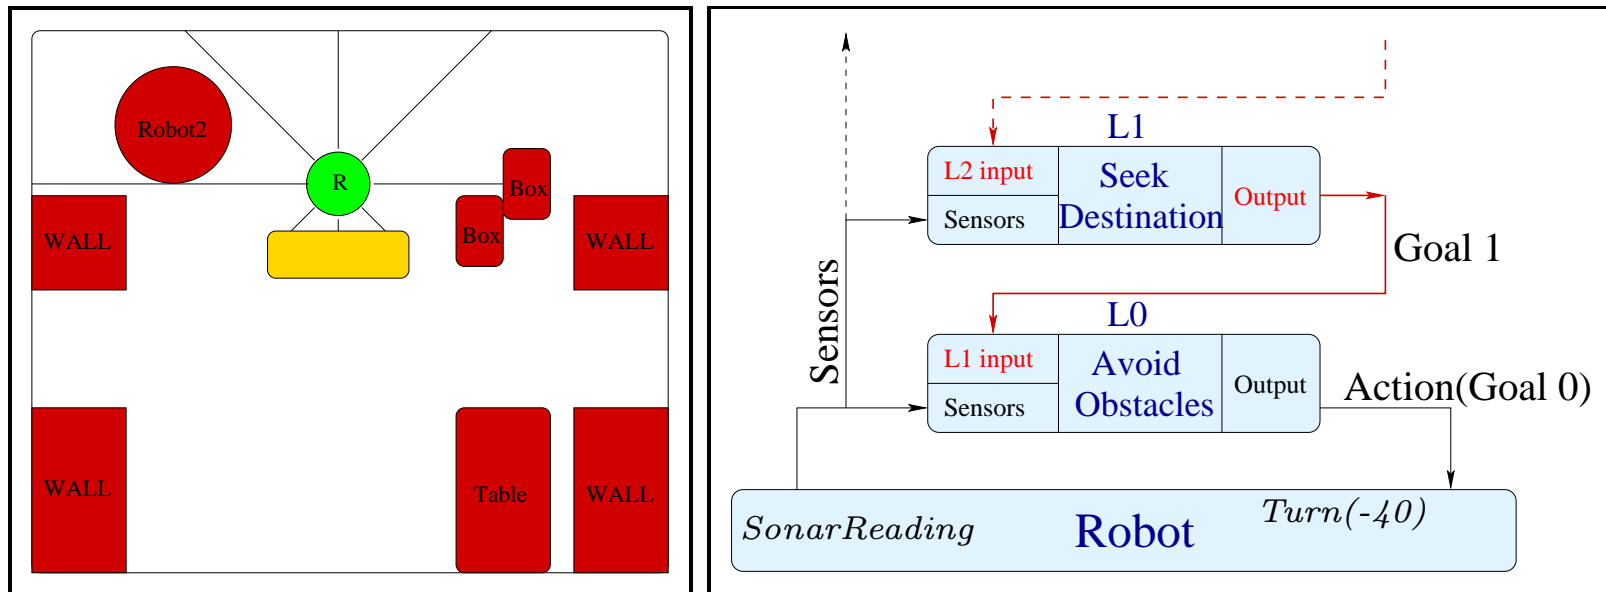 Robot2
R
Box
Box
WALL
WALL
WALL
Table
WALL
L1
L2 input
Seek
Destination
Output
Sensors
Goal 1
Sensors
L0
L1 input
Avoid
Obstacles
Output
Sensors
Action(Goal 0)
SonarReading
Robot
Turn(-40)